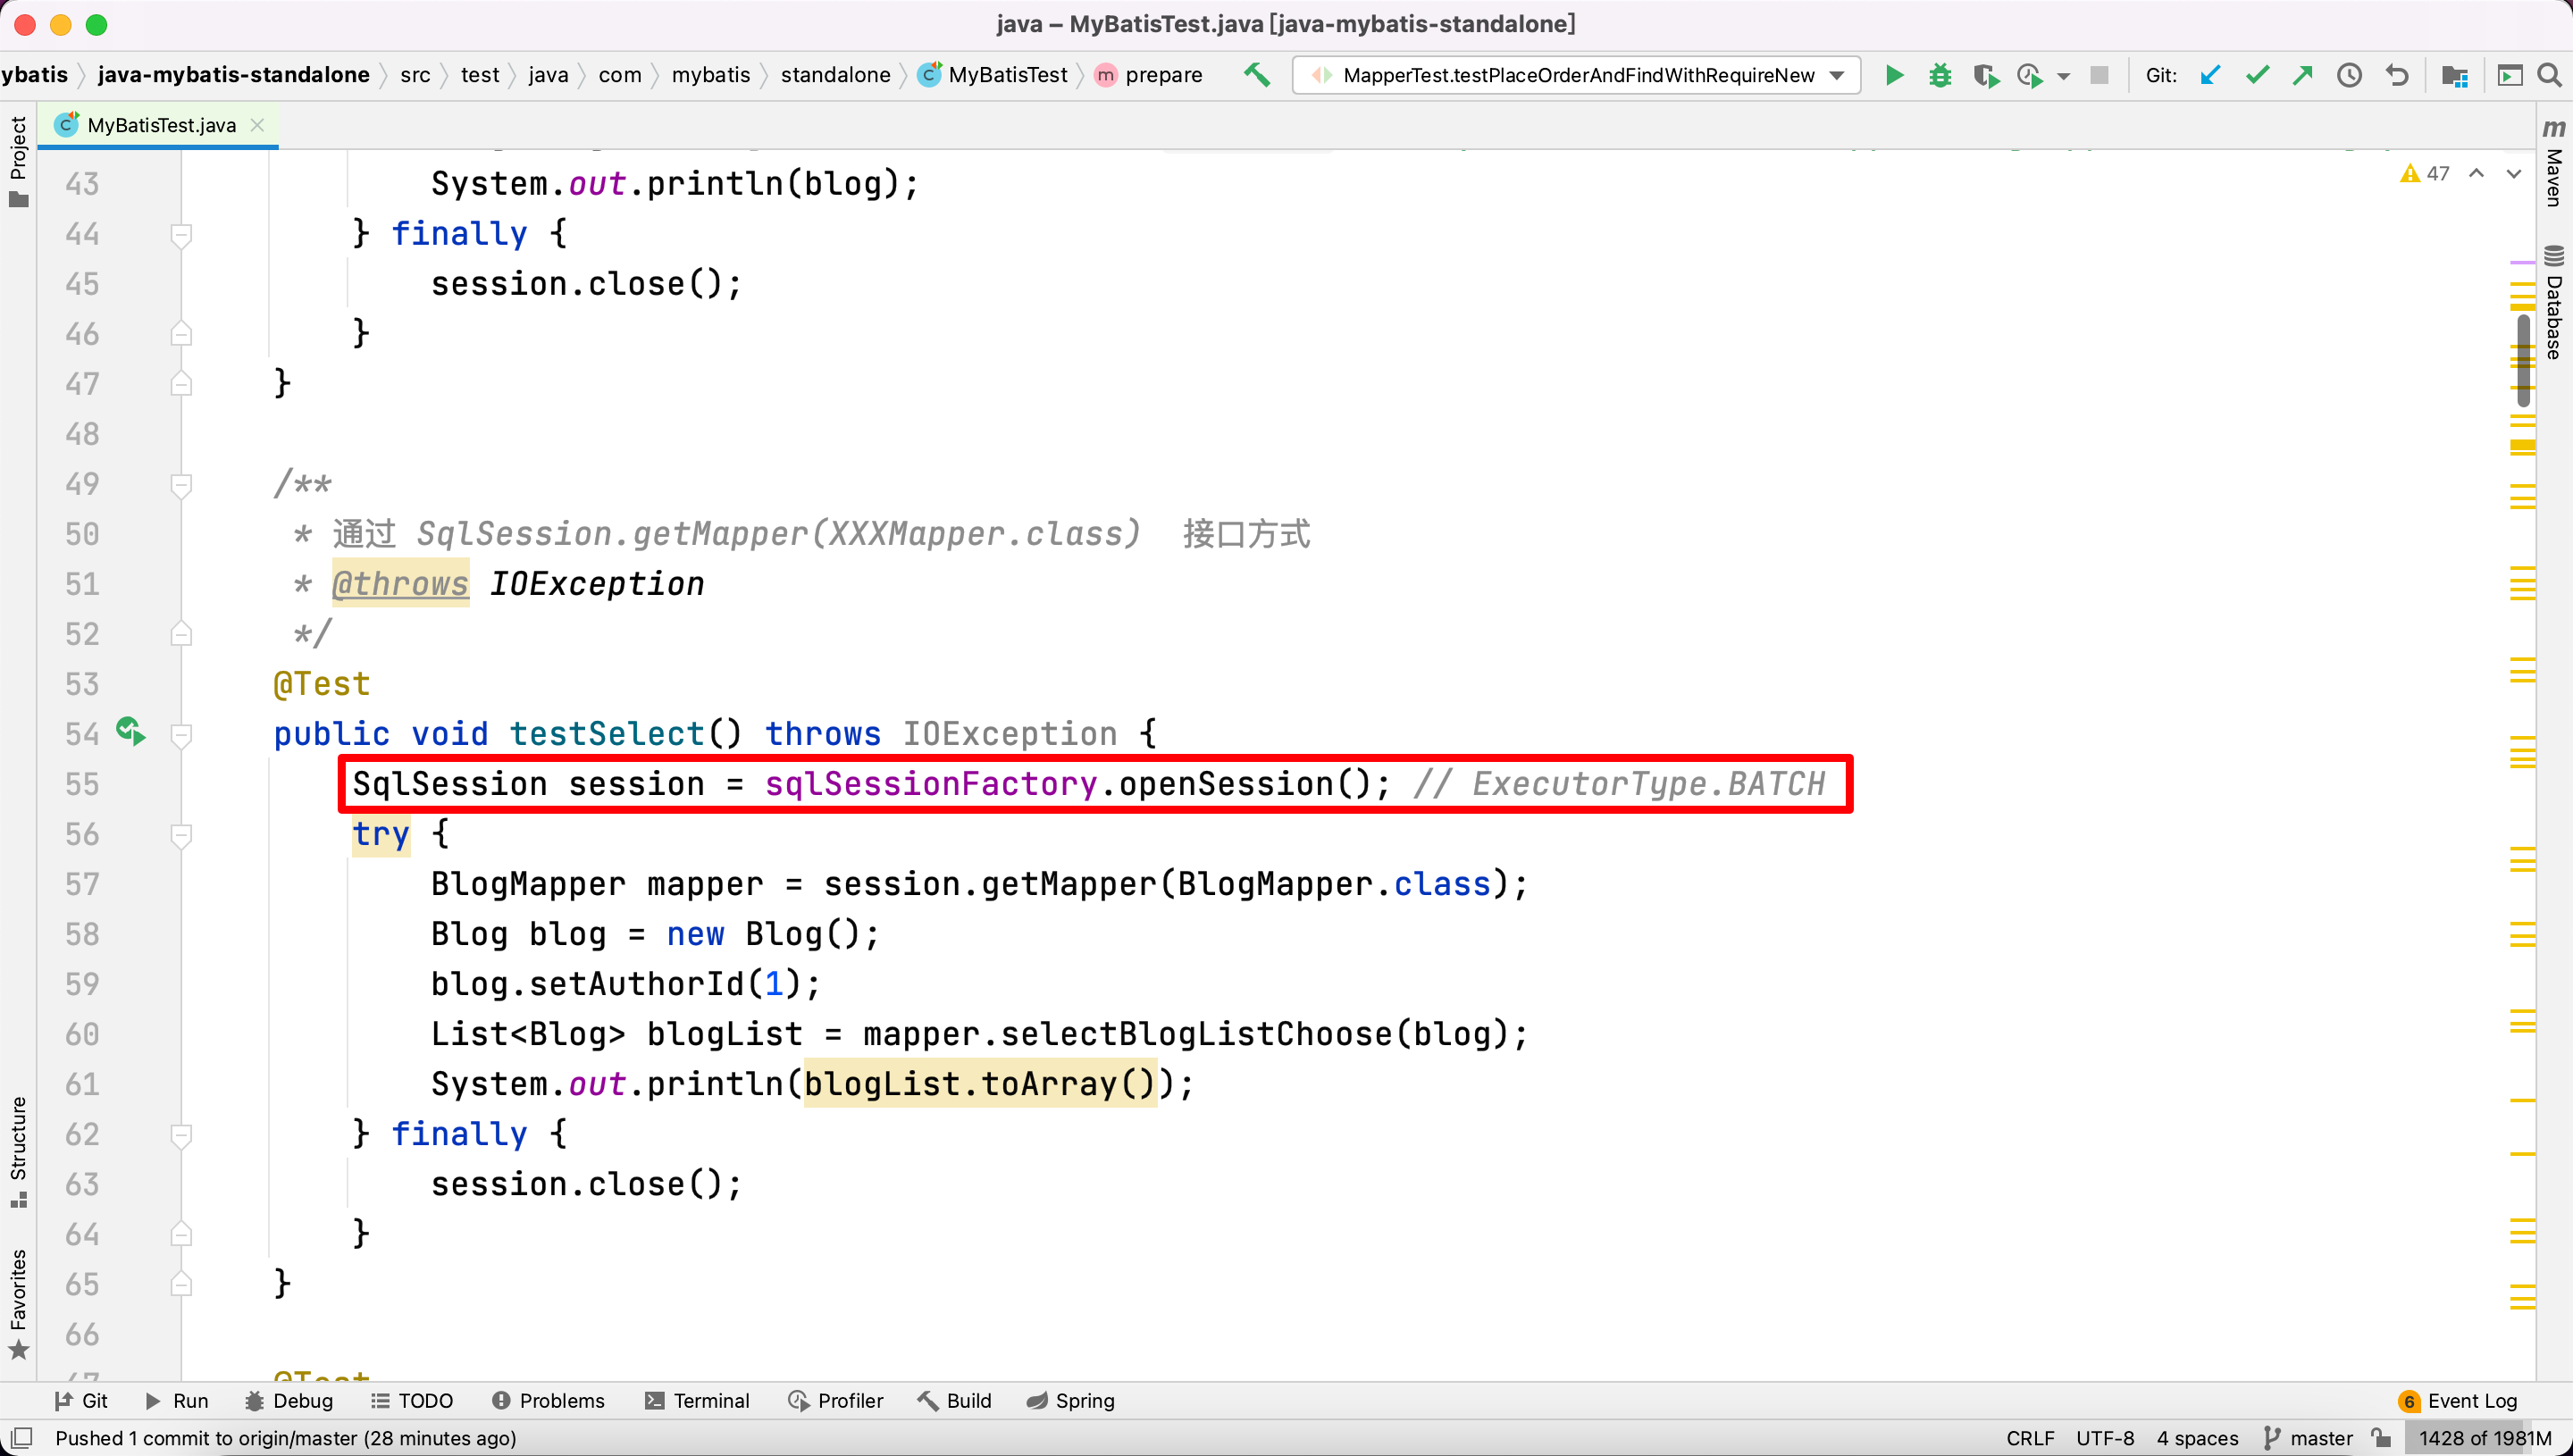 java – MyBatisTest.java [java-mybatis-standalone]
ybatis java-mybatis-standalone src test java com mybatis standalone MyBatisTest prepare MapperTest.testPlaceOrderAndFindWithRequireNew Git:
MyBatisTest.java
Project
Structure
Favorites
Maven
Database
47
43 System.out.println(blog);
44 } finally {
45 session.close();
46 }
47 }
48
49 /**
50 * 通过 SqlSession.getMapper(XXXMapper.class) 接口方式
51 * @throws IOException
52 */
53 @Test
54 public void testSelect() throws IOException {
55 SqlSession session = sqlSessionFactory.openSession(); // ExecutorType.BATCH
56 try {
57 BlogMapper mapper = session.getMapper(BlogMapper.class);
58 Blog blog = new Blog();
59 blog.setAuthorId(1);
60 List<Blog> blogList = mapper.selectBlogListChoose(blog);
61 System.out.println(blogList.toArray());
62 } finally {
63 session.close();
64 }
65 }
66
67 @Test
Git Run Debug TODO Problems Terminal Profiler Build Spring 6 Event Log
Pushed 1 commit to origin/master (28 minutes ago) CRLF UTF-8 4 spaces master 1428 of 1981M